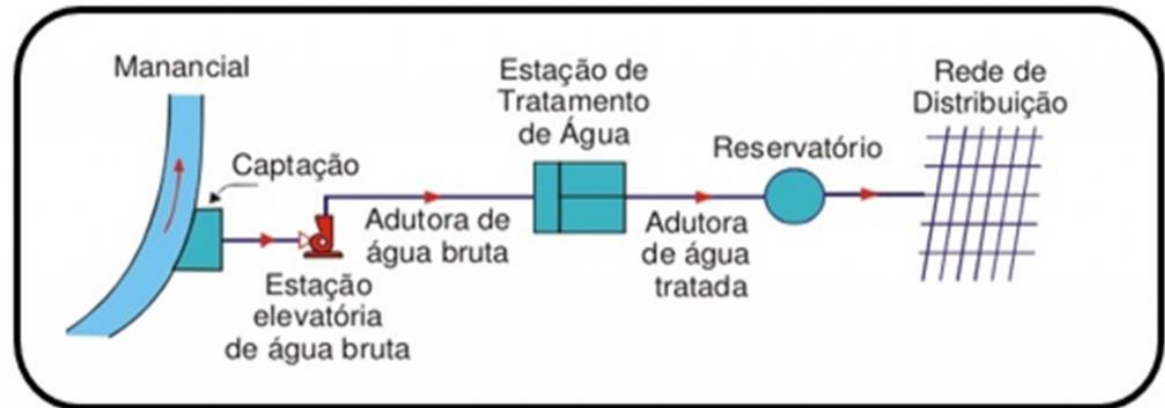 Manancial
Captação
Estação
elevatória
de água bruta
Adutora de
água bruta
Estação de
Tratamento
de Água
Adutora
de água
tratada
Reservatório
Rede de
Distribuição